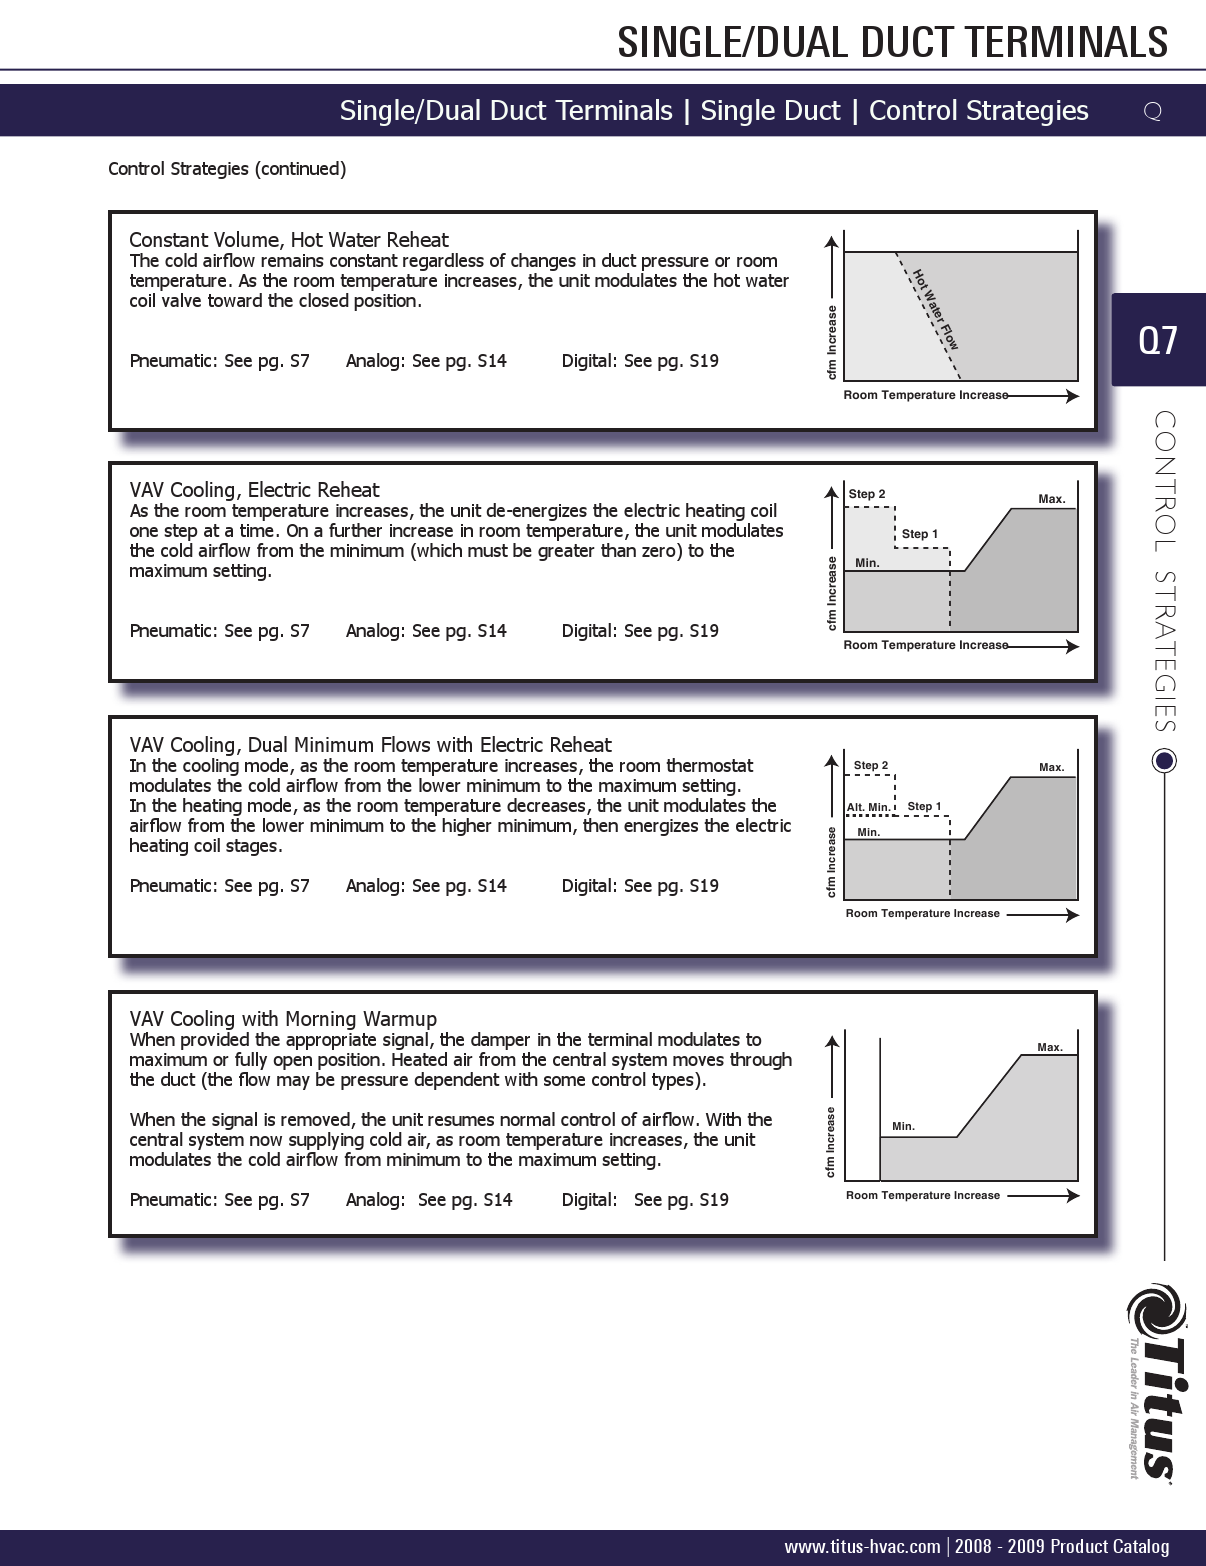 SINGLE/DUAL DUCT TERMINALS
Single/Dual Duct Terminals | Single Duct | Control Strategies
Q
Control Strategies (continued)
Constant Volume, Hot Water Reheat
The cold airflow remains constant regardless of changes in duct pressure or room
temperature. As the room temperature increases, the unit modulates the hot water
coil valve toward the closed position.
Pneumatic: See pg. S7 Analog: See pg. S14 Digital: See pg. S19
cfm Increase
Hot Water Flow
Room Temperature Increase
Q7
CONTROL STRATEGIES
VAV Cooling, Electric Reheat
As the room temperature increases, the unit de-energizes the electric heating coil
one step at a time. On a further increase in room temperature, the unit modulates
the cold airflow from the minimum (which must be greater than zero) to the
maximum setting.
Pneumatic: See pg. S7 Analog: See pg. S14 Digital: See pg. S19
Step 2
Max.
Step 1
Min.
cfm Increase
Room Temperature Increase
VAV Cooling, Dual Minimum Flows with Electric Reheat
In the cooling mode, as the room temperature increases, the room thermostat
modulates the cold airflow from the lower minimum to the maximum setting.
In the heating mode, as the room temperature decreases, the unit modulates the
airflow from the lower minimum to the higher minimum, then energizes the electric
heating coil stages.
Pneumatic: See pg. S7 Analog: See pg. S14 Digital: See pg. S19
Step 2
Max.
Alt. Min.
Step 1
Min.
cfm Increase
Room Temperature Increase
VAV Cooling with Morning Warmup
When provided the appropriate signal, the damper in the terminal modulates to
maximum or fully open position. Heated air from the central system moves through
the duct (the flow may be pressure dependent with some control types).
When the signal is removed, the unit resumes normal control of airflow. With the
central system now supplying cold air, as room temperature increases, the unit
modulates the cold airflow from minimum to the maximum setting.
Pneumatic: See pg. S7 Analog: See pg. S14 Digital: See pg. S19
Max.
Min.
cfm Increase
Room Temperature Increase
Titus
The Leader in Air Management
www.titus-hvac.com | 2008 - 2009 Product Catalog